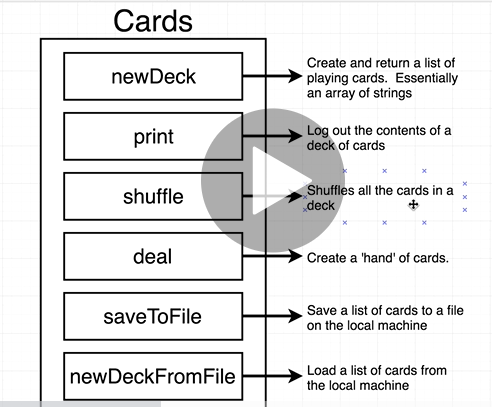 Cards
newDeck
Create and return a list of
playing cards. Essentially
an array of strings
print
Log out the contents of a
deck of cards
shuffle
Shuffles all the cards in a
deck
deal
Create a 'hand' of cards.
saveToFile
Save a list of cards to a file
on the local machine
newDeckFromFile
Load a list of cards from
the local machine